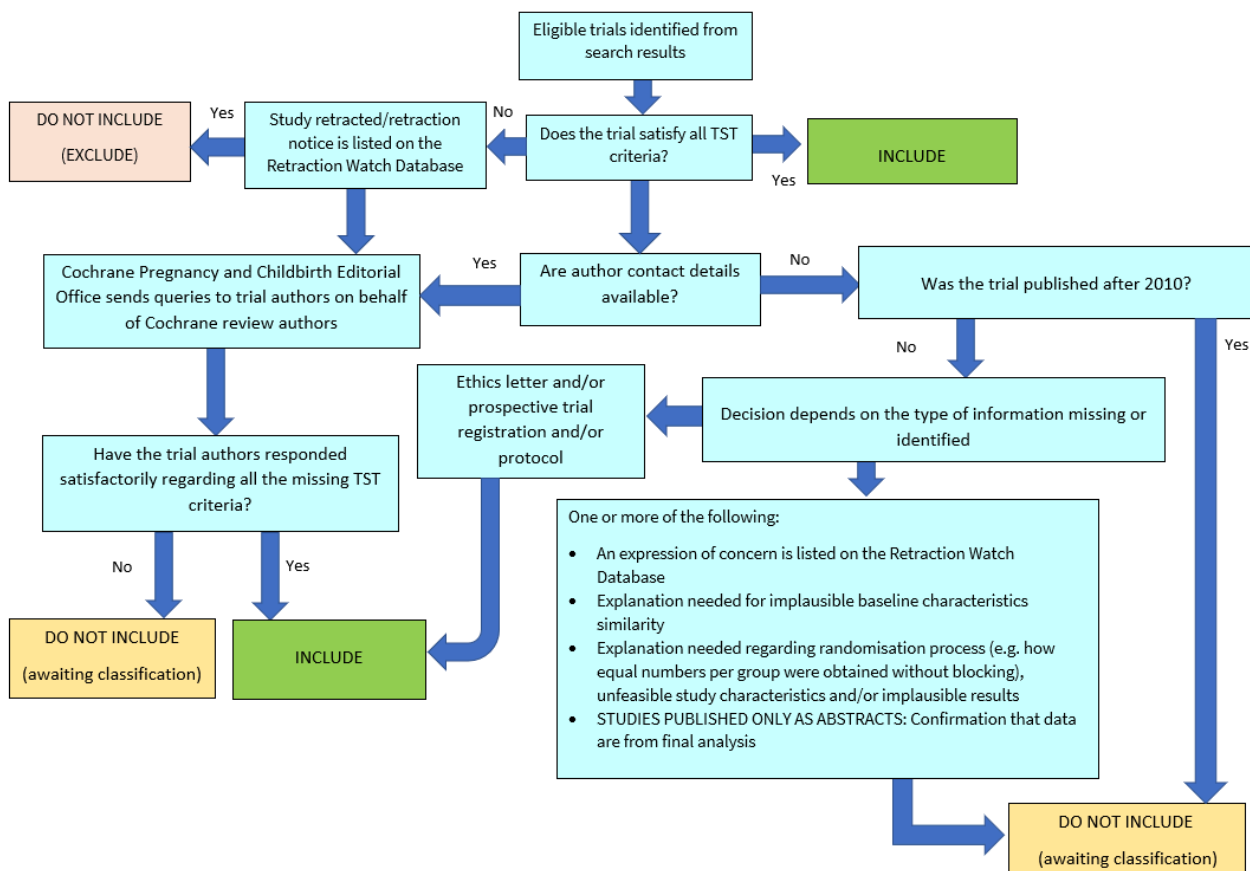 Eligible trials identified from
search results
Yes
No
DO NOT INCLUDE
(EXCLUDE)
Study retracted/retraction
notice is listed on the
Retraction Watch Database
Does the trial satisfy all TST
criteria?
INCLUDE
Yes
Cochrane Pregnancy and Childbirth Editorial
Office sends queries to trial authors on behalf
of Cochrane review authors
Yes
Are author contact details
available?
No
Was the trial published after 2010?
No
Yes
Ethics letter and/or
prospective trial
registration and/or
protocol
Decision depends on the type of information missing or
identified
Have the trial authors responded
satisfactorily regarding all the missing TST
criteria?
No
Yes
One or more of the following:
• An expression of concern is listed on the Retraction Watch
Database
• Explanation needed for implausible baseline characteristics
similarity
• Explanation needed regarding randomisation process (e.g. how
equal numbers per group were obtained without blocking),
unfeasible study characteristics and/or implausible results
• STUDIES PUBLISHED ONLY AS ABSTRACTS: Confirmation that data
are from final analysis
DO NOT INCLUDE
(awaiting classification)
INCLUDE
DO NOT INCLUDE
(awaiting classification)